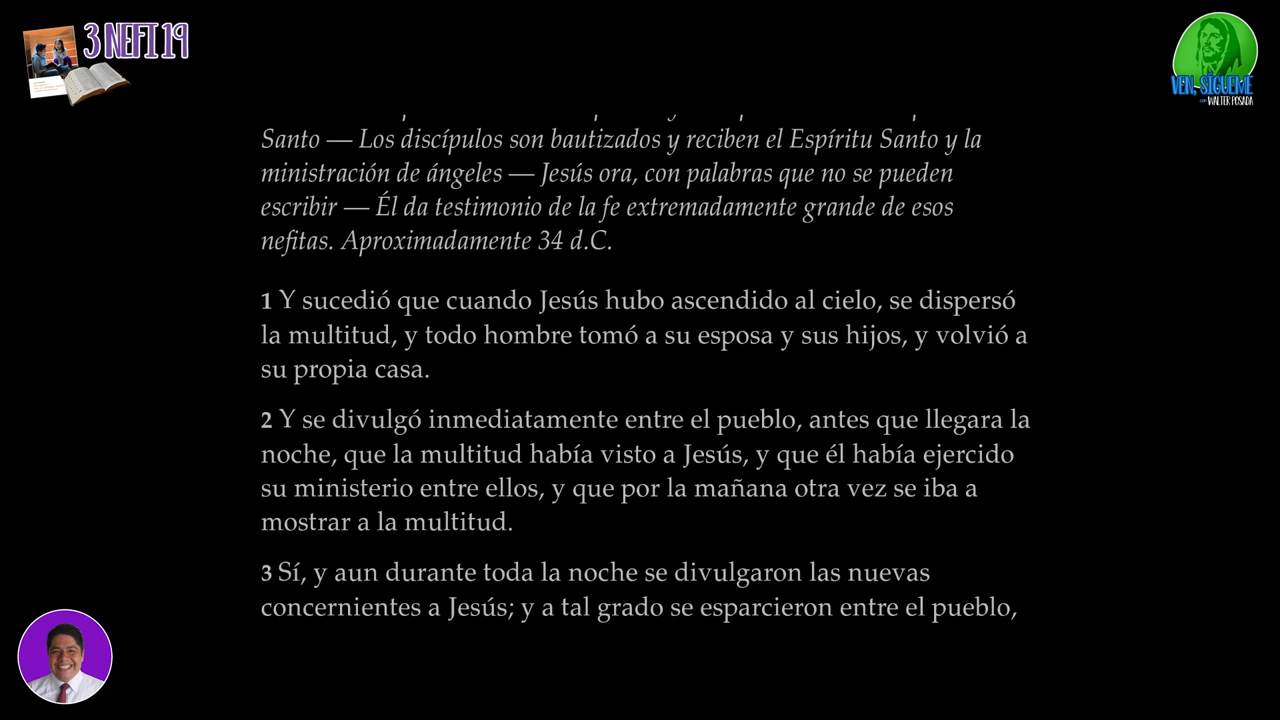 3 NEFI 19
VEN, SÍGUEME
CON WALTER POSADA
Santo — Los discípulos son bautizados y reciben el Espíritu Santo y la
ministración de ángeles — Jesús ora, con palabras que no se pueden
escribir — Él da testimonio de la fe extremadamente grande de esos
nefitas. Aproximadamente 34 d.C.
1 Y sucedió que cuando Jesús hubo ascendido al cielo, se dispersó
la multitud, y todo hombre tomó a su esposa y sus hijos, y volvió a
su propia casa.
2 Y se divulgó inmediatamente entre el pueblo, antes que llegara la
noche, que la multitud había visto a Jesús, y que él había ejercido
su ministerio entre ellos, y que por la mañana otra vez se iba a
mostrar a la multitud.
3 Sí, y aun durante toda la noche se divulgaron las nuevas
concernientes a Jesús; y a tal grado se esparcieron entre el pueblo,